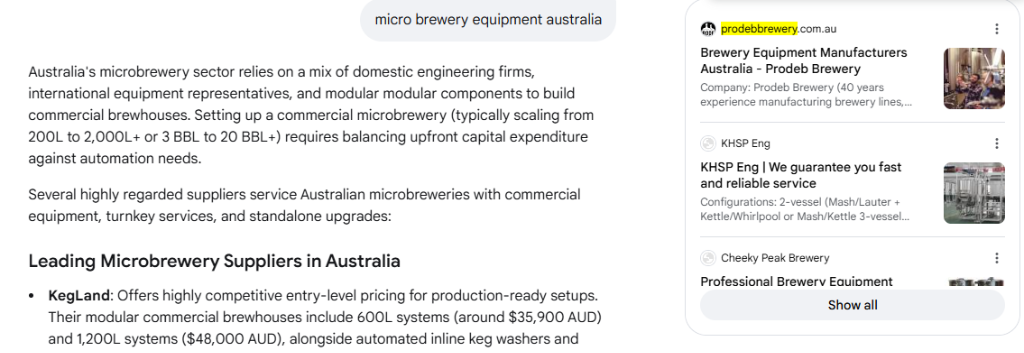 micro brewery equipment australia
Australia's microbrewery sector relies on a mix of domestic engineering firms,
international equipment representatives, and modular modular components to build
commercial brewhouses. Setting up a commercial microbrewery (typically scaling from
200L to 2,000L+ or 3 BBL to 20 BBL+) requires balancing upfront capital expenditure
against automation needs.
Several highly regarded suppliers service Australian microbreweries with commercial
equipment, turnkey services, and standalone upgrades:
Leading Microbrewery Suppliers in Australia
• KegLand: Offers highly competitive entry-level pricing for production-ready setups.
Their modular commercial brewhouses include 600L systems (around $35,900 AUD)
and 1,200L systems ($48,000 AUD), alongside automated inline keg washers and
prodebbrewery.com.au
Brewery Equipment Manufacturers
Australia - Prodeb Brewery
Company: Prodeb Brewery (40 years
experience manufacturing brewery lines,...
KHSP Eng
KHSP Eng | We guarantee you fast
and reliable service
Configurations: 2-vessel (Mash/Lauter +
Kettle/Whirlpool or Mash/Kettle 3-vessel...
Cheeky Peak Brewery
Professional Brewery Equipment
Show all